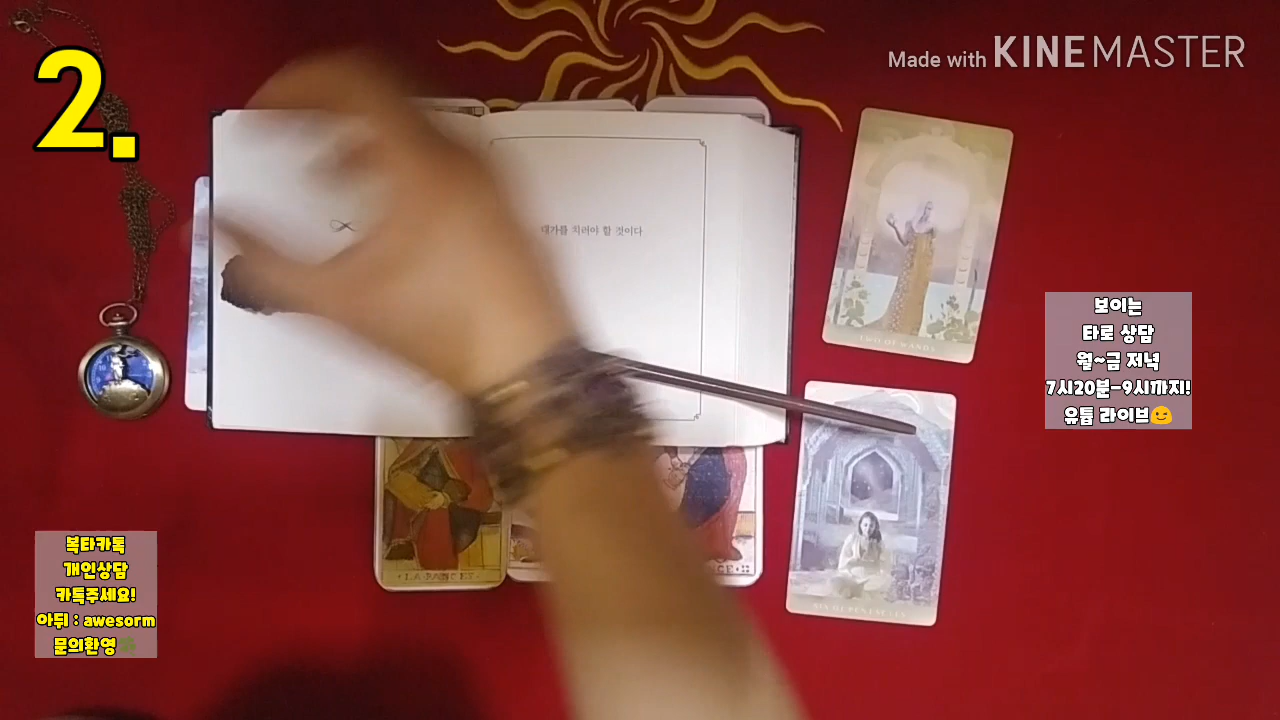 2.
Made with KINEMASTER
대가를 치러야 할 것이다
TWO OF WANDS
보이는
타로 상담
월~금 저녁
7시20분-9시까지!
유튭 라이브
복타카톡
개인상담
카톡주세요!
아뒤 : awesorm
문의환영